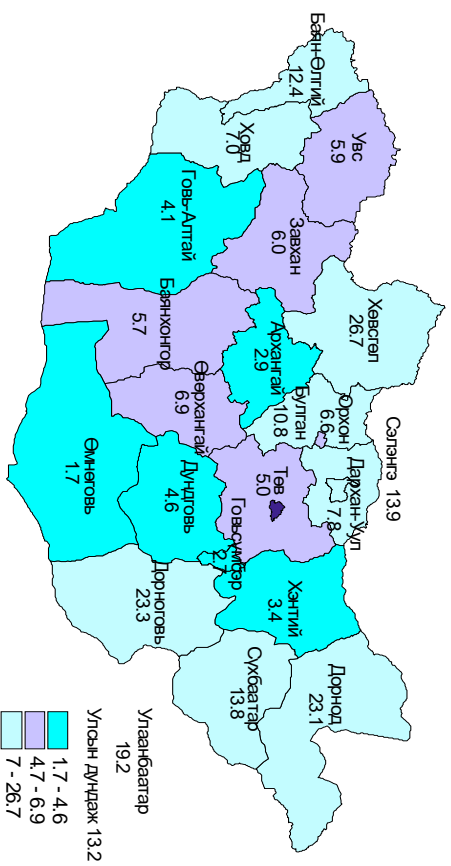 Баян-Өлгий
12.4
Увс
5.9
Ховд
7.0
Говь-Алтай
4.1
Завхан
6.0
Хөвсгөл
26.7
Баянхонгор
5.7
Архангай
2.9
Өвөрхангай
6.9
Булган
10.8
Орхон
6.6
Сэлэнгэ 13.9
Дархан-Уул
7.8
Төв
5.0
Өмнөговь
1.7
Дундговь
4.6
Говьсүмбэр
2.7
Дорноговь
23.3
Хэнтий
3.4
Сүхбаатар
13.8
Дорнод
23.1
Улаанбаатар
19.2
Улсын дундаж 13.2
1.7 - 4.6
4.7 - 6.9
7 - 26.7